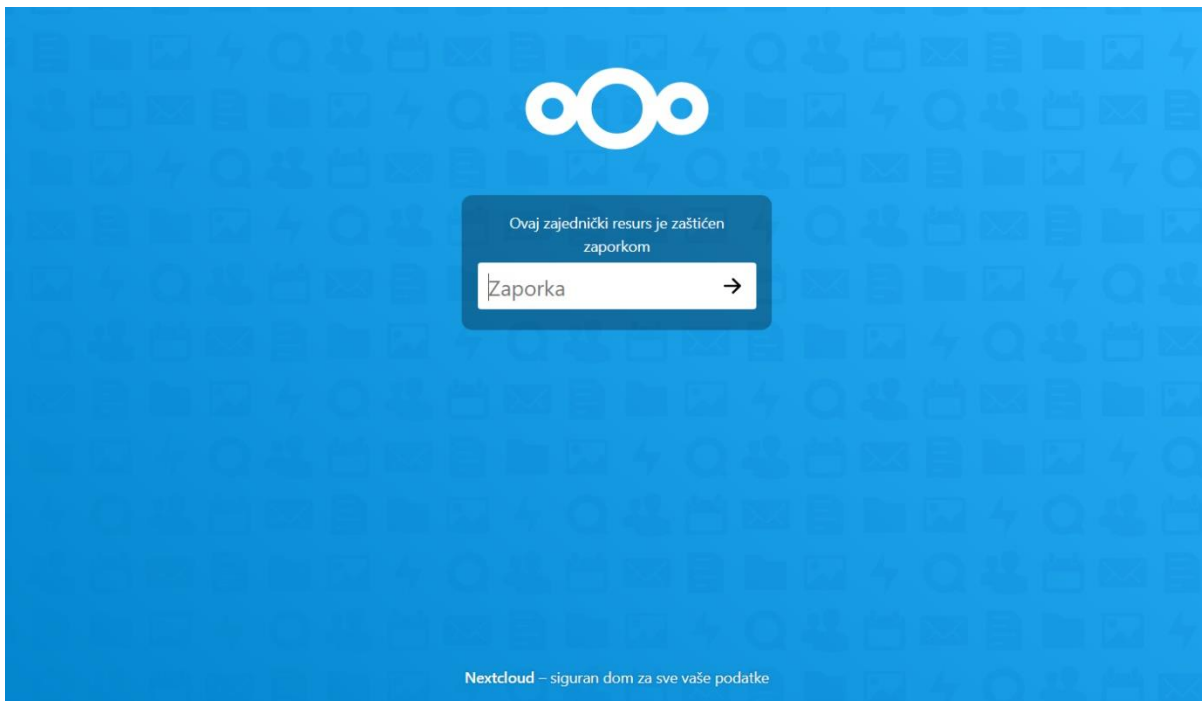 Ovaj zajednički resurs je zaštićen
zaporkom
Zaporka
Nextcloud – siguran dom za sve vaše podatke